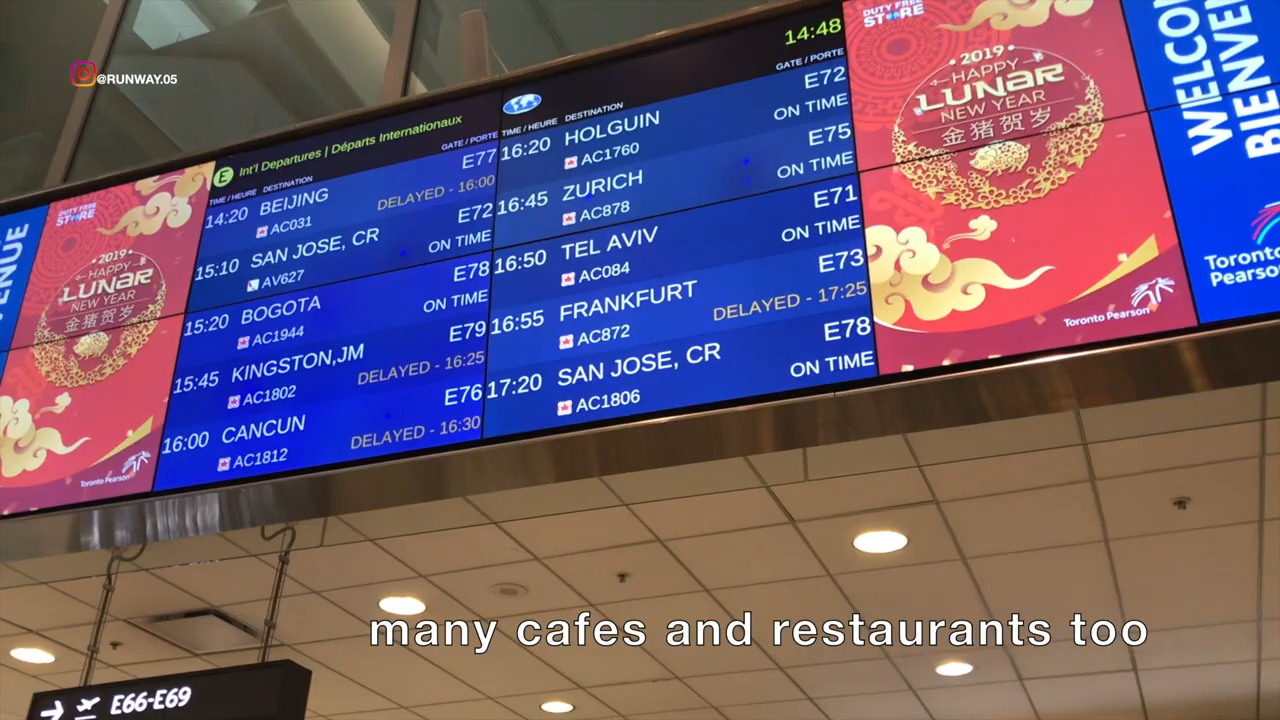 @RUNWAY.05
ENUE
DUTY FREE
STORE
2019
HAPPY
LUNAR
NEW YEAR
金猪贺岁
Toronto Pearson
E Int'l Departures | Départs Internationaux
TIME / HEURE DESTINATION GATE / PORTE
14:20 BEIJING E77
AC031 DELAYED - 16:00
15:10 SAN JOSE, CR E72
AV627 ON TIME
15:20 BOGOTA E78
AC1944 ON TIME
15:45 KINGSTON,JM E79
AC1802 DELAYED - 16:25
16:00 CANCUN E76
AC1812 DELAYED - 16:30
14:48
TIME / HEURE DESTINATION GATE / PORTE
16:20 HOLGUIN E72
AC1760 ON TIME
16:45 ZURICH E75
AC878 ON TIME
16:50 TEL AVIV E71
AC084 ON TIME
16:55 FRANKFURT E73
AC872 DELAYED - 17:25
17:20 SAN JOSE, CR E78
AC1806 ON TIME
DUTY FREE
STORE
2019
HAPPY
LUNAR
NEW YEAR
金猪贺岁
Toronto Pearson
WELCO
BIENVE
Toronto
Pearso
many cafes and restaurants too
→ E66-E69